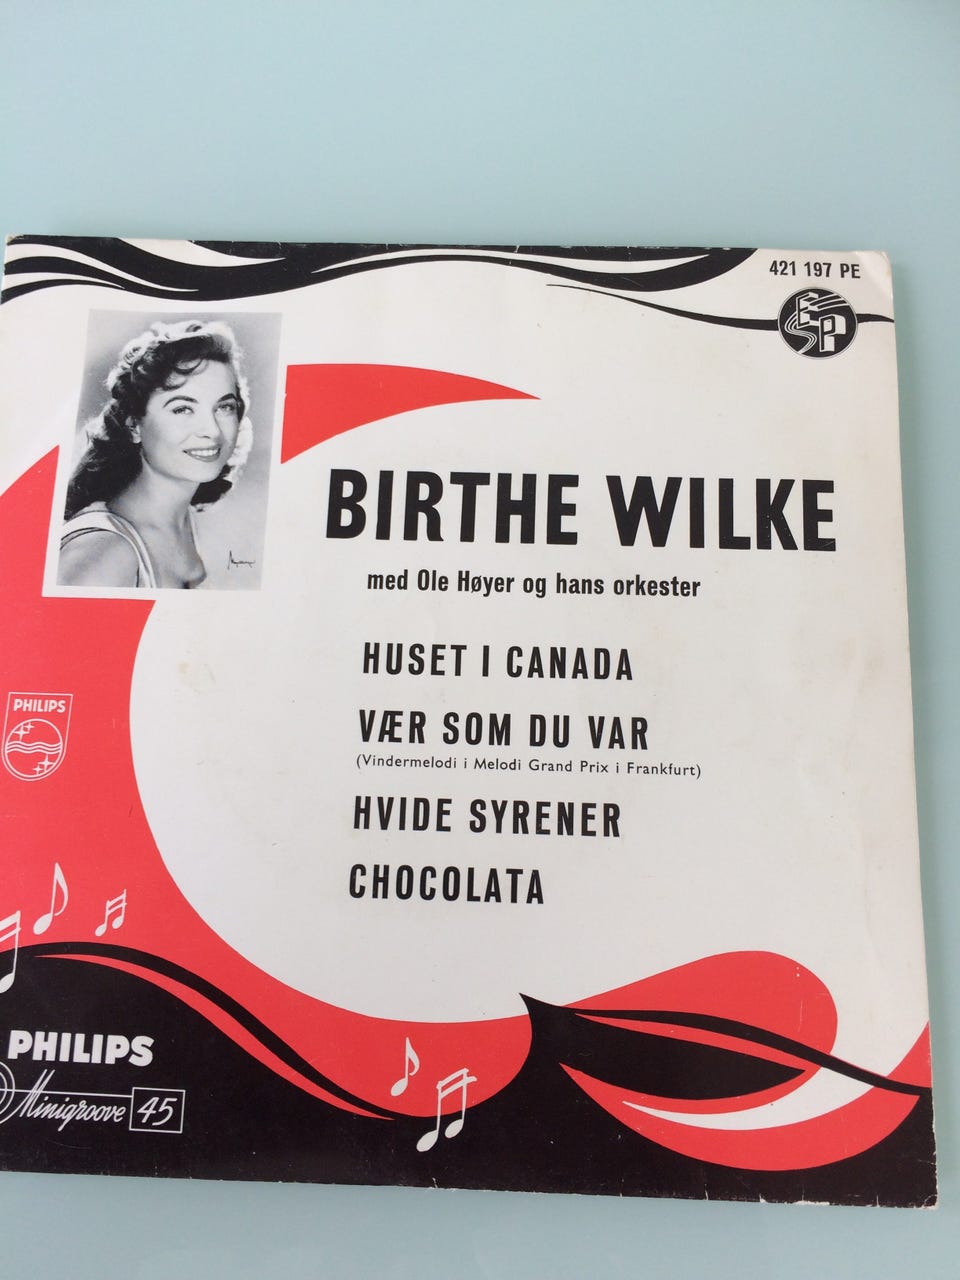 421 197 PE
EP
BIRTHE WILKE
med Ole Høyer og hans orkester
HUSET I CANADA
VÆR SOM DU VAR
(Vindermelodi i Melodi Grand Prix i Frankfurt)
HVIDE SYRENER
CHOCOLATA
PHILIPS
PHILIPS
Minigroove 45